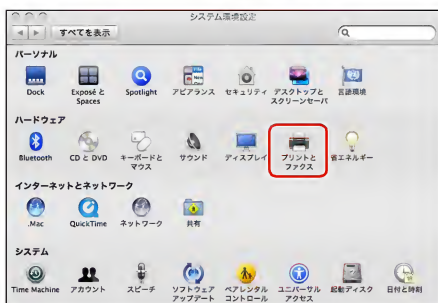 システム環境設定
すべてを表示
パーソナル
Dock
Exposé と
Spaces
Spotlight
アピアランス
セキュリティ
デスクトップと
スクリーンセーバ
言語環境
ハードウェア
Bluetooth
CD と DVD
キーボードと
マウス
サウンド
ディスプレイ
プリントと
ファクス
省エネルギー
インターネットとネットワーク
.Mac
QuickTime
ネットワーク
共有
システム
Time Machine
アカウント
スピーチ
ソフトウェア
アップデート
ペアレンタル
コントロール
ユニバーサル
アクセス
起動ディスク
日付と時刻